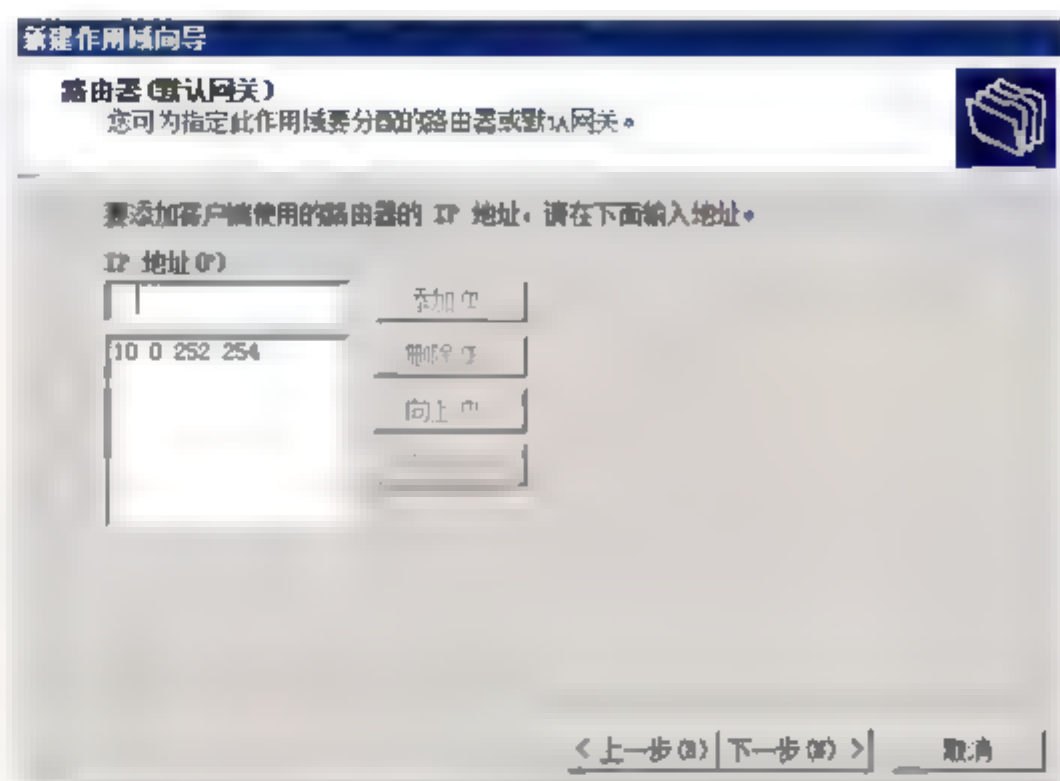 新建作用域向导
路由器(默认网关)
您可为指定此作用域要分配的路由器或默认网关。
要添加客户端使用的路由器的 IP 地址，请在下面输入地址。
IP 地址(P)
添加
10 0 252 254
删除
向上
< 上一步(B) 下一步(N) > 取消